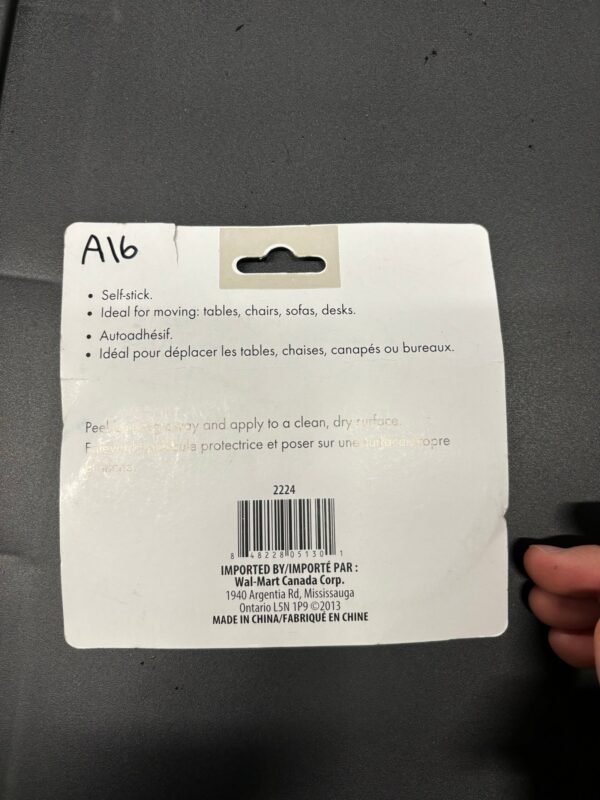 A16
• Self-stick.
• Ideal for moving: tables, chairs, sofas, desks.
• Autoadhésif.
• Idéal pour déplacer les tables, chaises, canapés ou bureaux.
Peel away and apply to a clean, dry surface.
protectrice et poser sur une surface propre
2224
8 48228 05130 1
IMPORTED BY/IMPORTÉ PAR :
Wal-Mart Canada Corp.
1940 Argentia Rd, Mississauga
Ontario L5N 1P9 ©2013
MADE IN CHINA/FABRIQUÉ EN CHINE